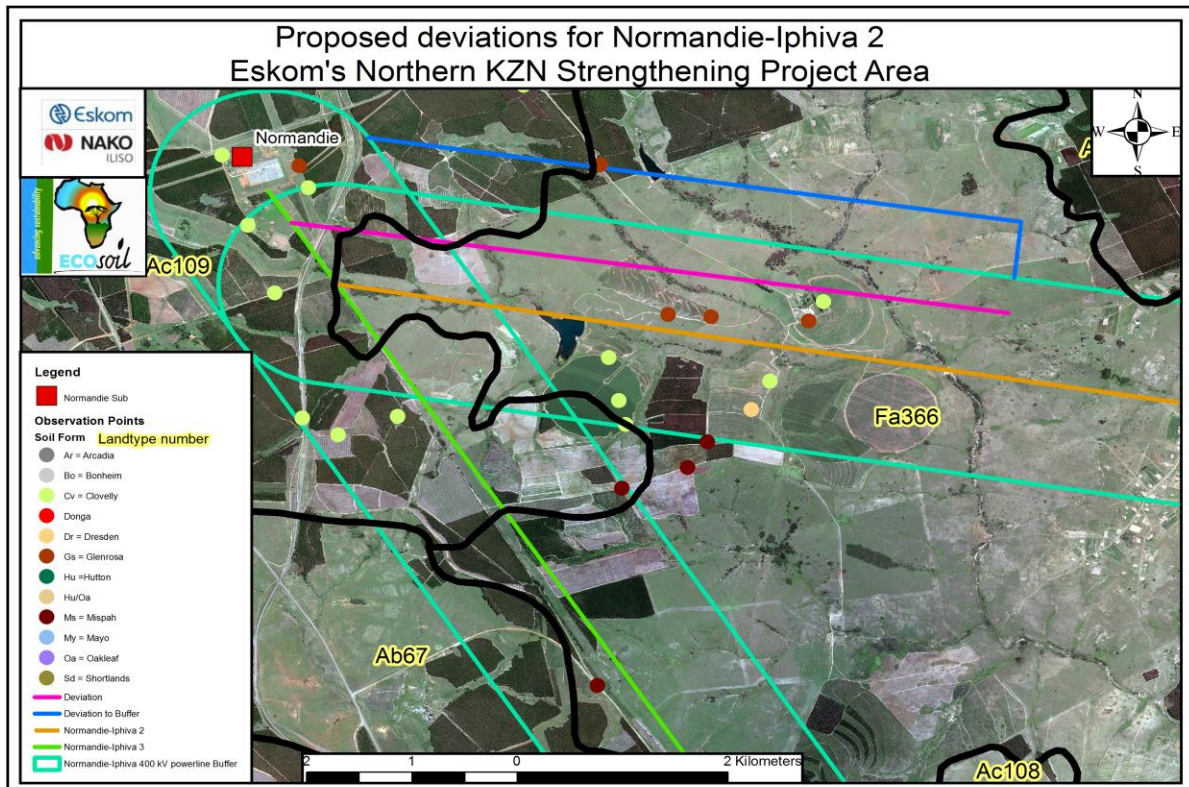 Proposed deviations for Normandie-Iphiva 2
Eskom's Northern KZN Strengthening Project Area
Eskom
NAKO
ILISO
advancing sustainability
ECOsoil
Normandie
N
W
E
S
A
Ac109
Fa366
Ab67
Ac108
Legend
Normandie Sub
Observation Points
Soil Form Landtype number
Ar = Arcadia
Bo = Bonheim
Cv = Clovelly
Donga
Dr = Dresden
Gs = Glenrosa
Hu =Hutton
Hu/Oa
Ms = Mispah
My = Mayo
Oa = Oakleaf
Sd = Shortlands
Deviation
Deviation to Buffer
Normandie-Iphiva 2
Normandie-Iphiva 3
Normandie-Iphiva 400 kV powerline Buffer
2 1 0 2 Kilometers